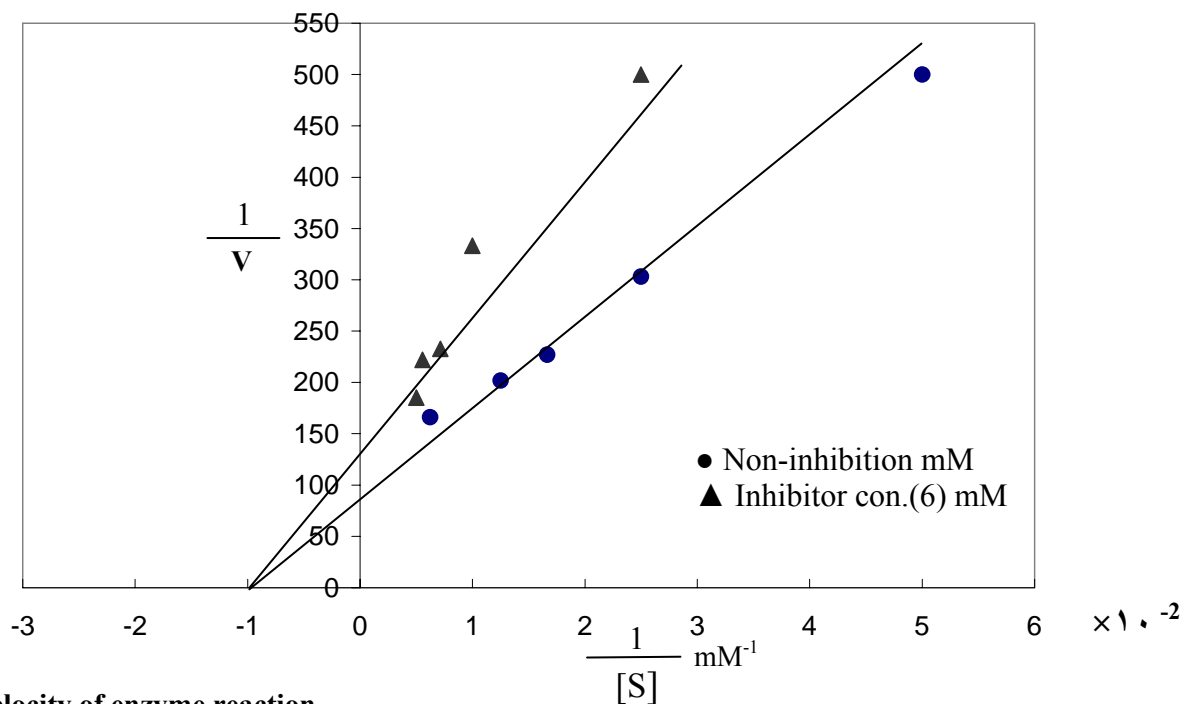 550
500
450
400
350
300
250
200
150
100
50
0
1
V
● Non-inhibition mM
▲ Inhibitor con.(6) mM
-3 -2 -1 0 1 2 3 4 5 6 ×١٠ -2
1
[S]
mM-1
velocity of enzyme reaction